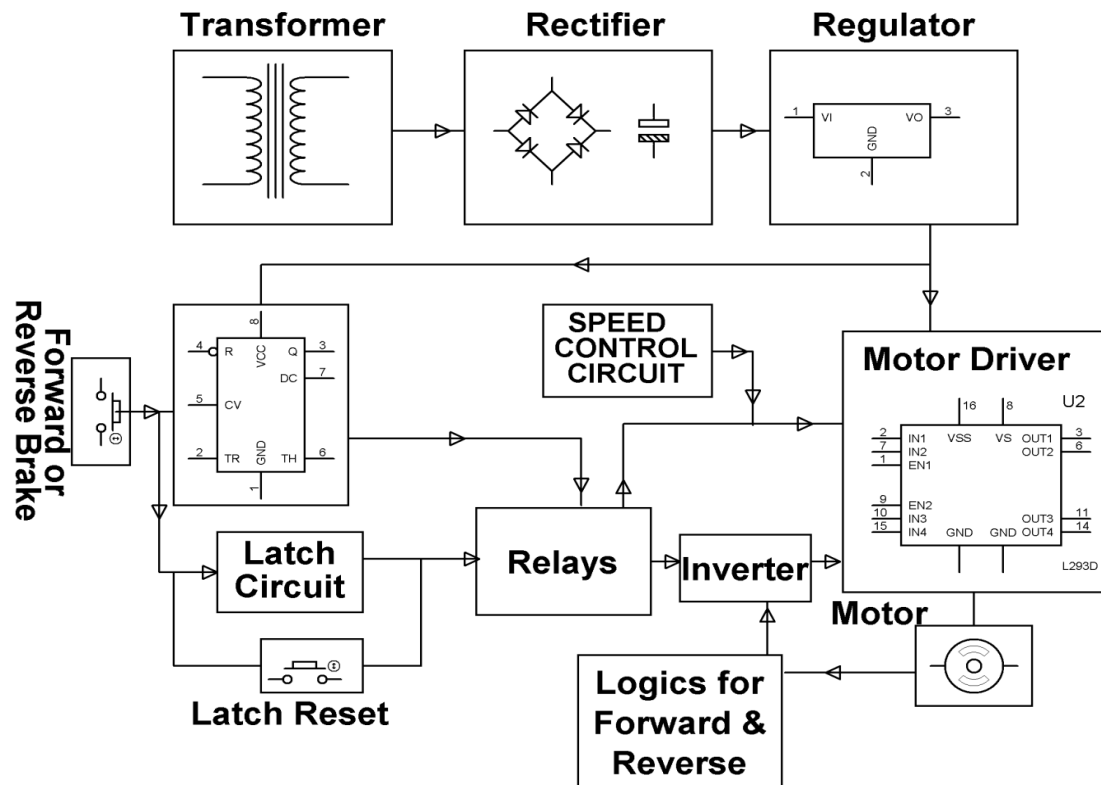 Transformer
Rectifier
Regulator
1
VI
VO
3
GND
2
Forward or
Reverse Brake
8
4
R
VCC
Q
3
DC
7
5
CV
2
TR
GND
TH
6
1
SPEED
CONTROL
CIRCUIT
Motor Driver
U2
16
8
2
IN1
VSS
VS
OUT1
3
7
IN2
OUT2
6
1
EN1
9
EN2
10
IN3
OUT3
11
15
IN4
OUT4
14
GND
GND
L293D
Latch
Circuit
Relays
Inverter
Motor
Latch Reset
Logics for
Forward &
Reverse